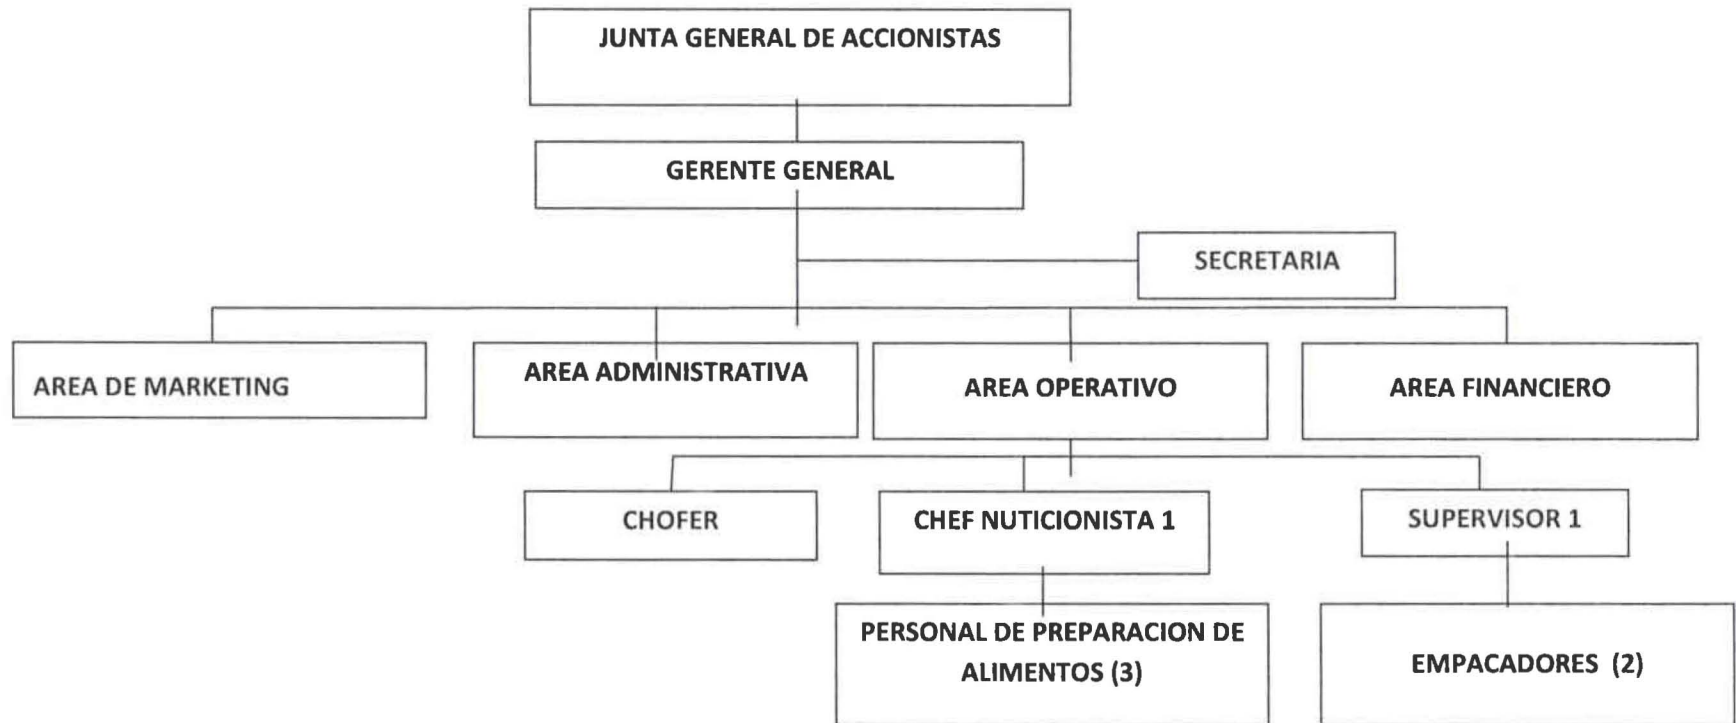 JUNTA GENERAL DE ACCIONISTAS
GERENTE GENERAL
SECRETARIA
AREA DE MARKETING
AREA ADMINISTRATIVA
AREA OPERATIVO
AREA FINANCIERO
CHOFER
CHEF NUTICIONISTA 1
SUPERVISOR 1
PERSONAL DE PREPARACION DE
ALIMENTOS (3)
EMPACADORES (2)